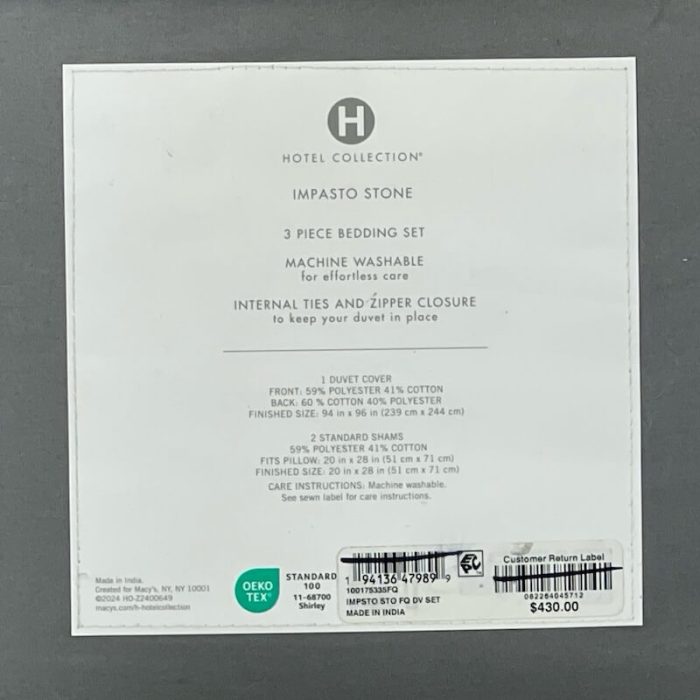 H
HOTEL COLLECTION®
IMPASTO STONE
3 PIECE BEDDING SET
MACHINE WASHABLE
for effortless care
INTERNAL TIES AND ZIPPER CLOSURE
to keep your duvet in place
1 DUVET COVER
FRONT: 59% POLYESTER 41% COTTON
BACK: 60 % COTTON 40% POLYESTER
FINISHED SIZE: 94 in x 96 in (239 cm x 244 cm)
2 STANDARD SHAMS
59% POLYESTER 41% COTTON
FITS PILLOW: 20 in x 28 in (51 cm x 71 cm)
FINISHED SIZE: 20 in x 28 in (51 cm x 71 cm)
CARE INSTRUCTIONS: Machine washable.
See sewn label for care instructions.
Made in India.
Created for Macy's, NY, NY 10001
©2024 HO-Z2400649
macys.com/h-hotelcollection
OEKO
TEX®
STANDARD
100
11-68700
Shirley
1 94136 47989 9
100175335FQ
IMPSTO STO FQ DV SET
MADE IN INDIA
Customer Return Label
062264045712
$430.00